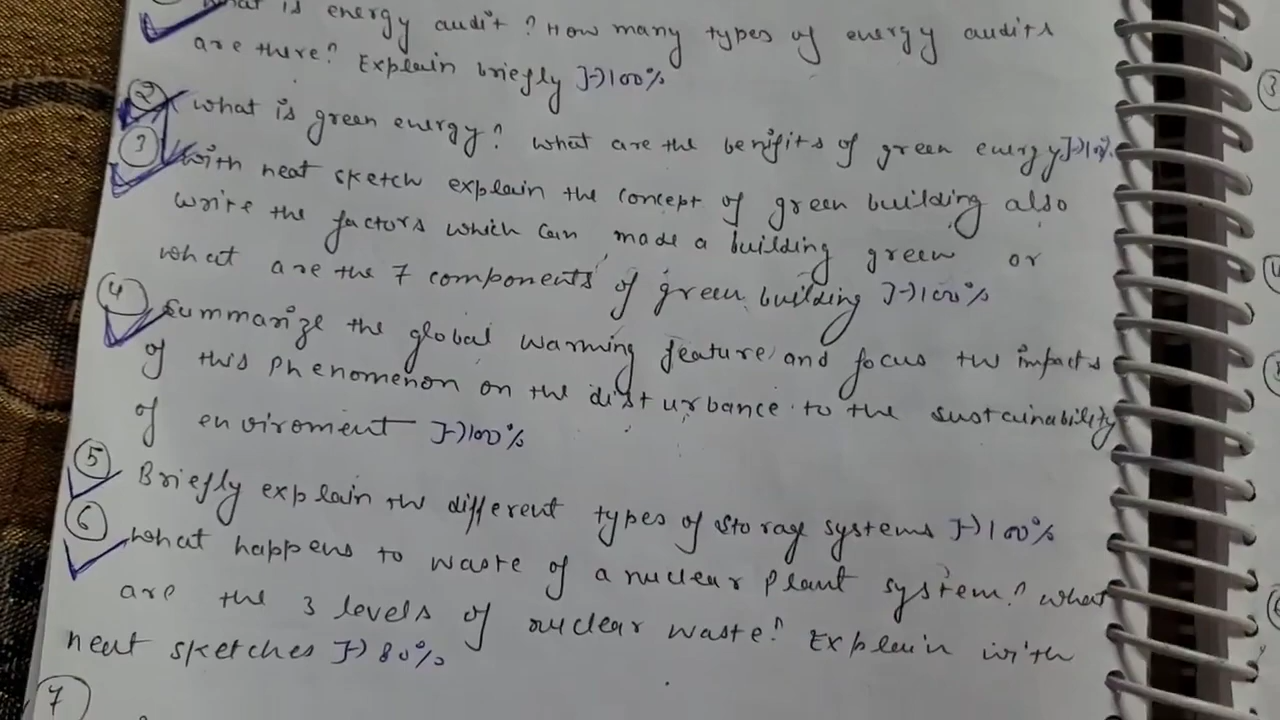 what is energy audit? How many types of energy audits
are there? Explain briefly ]→100%
② what is green energy? what are the benifits of green energy]→
③ with neat sketch explain the concept of green building also
write the factors which can made a building green or
what are the 7 components of green building ]→100%
④ Summarize the global warming feature and focus the impacts
of this phenomenon on the disturbance to the sustainability
of enviroment ]→100%
⑤ Briefly explain the different types of storage systems ]→100%
⑥ what happens to waste of a nuclear plant system? what
are the 3 levels of nuclear waste? Explain with
neat sketches ]→80%
⑦